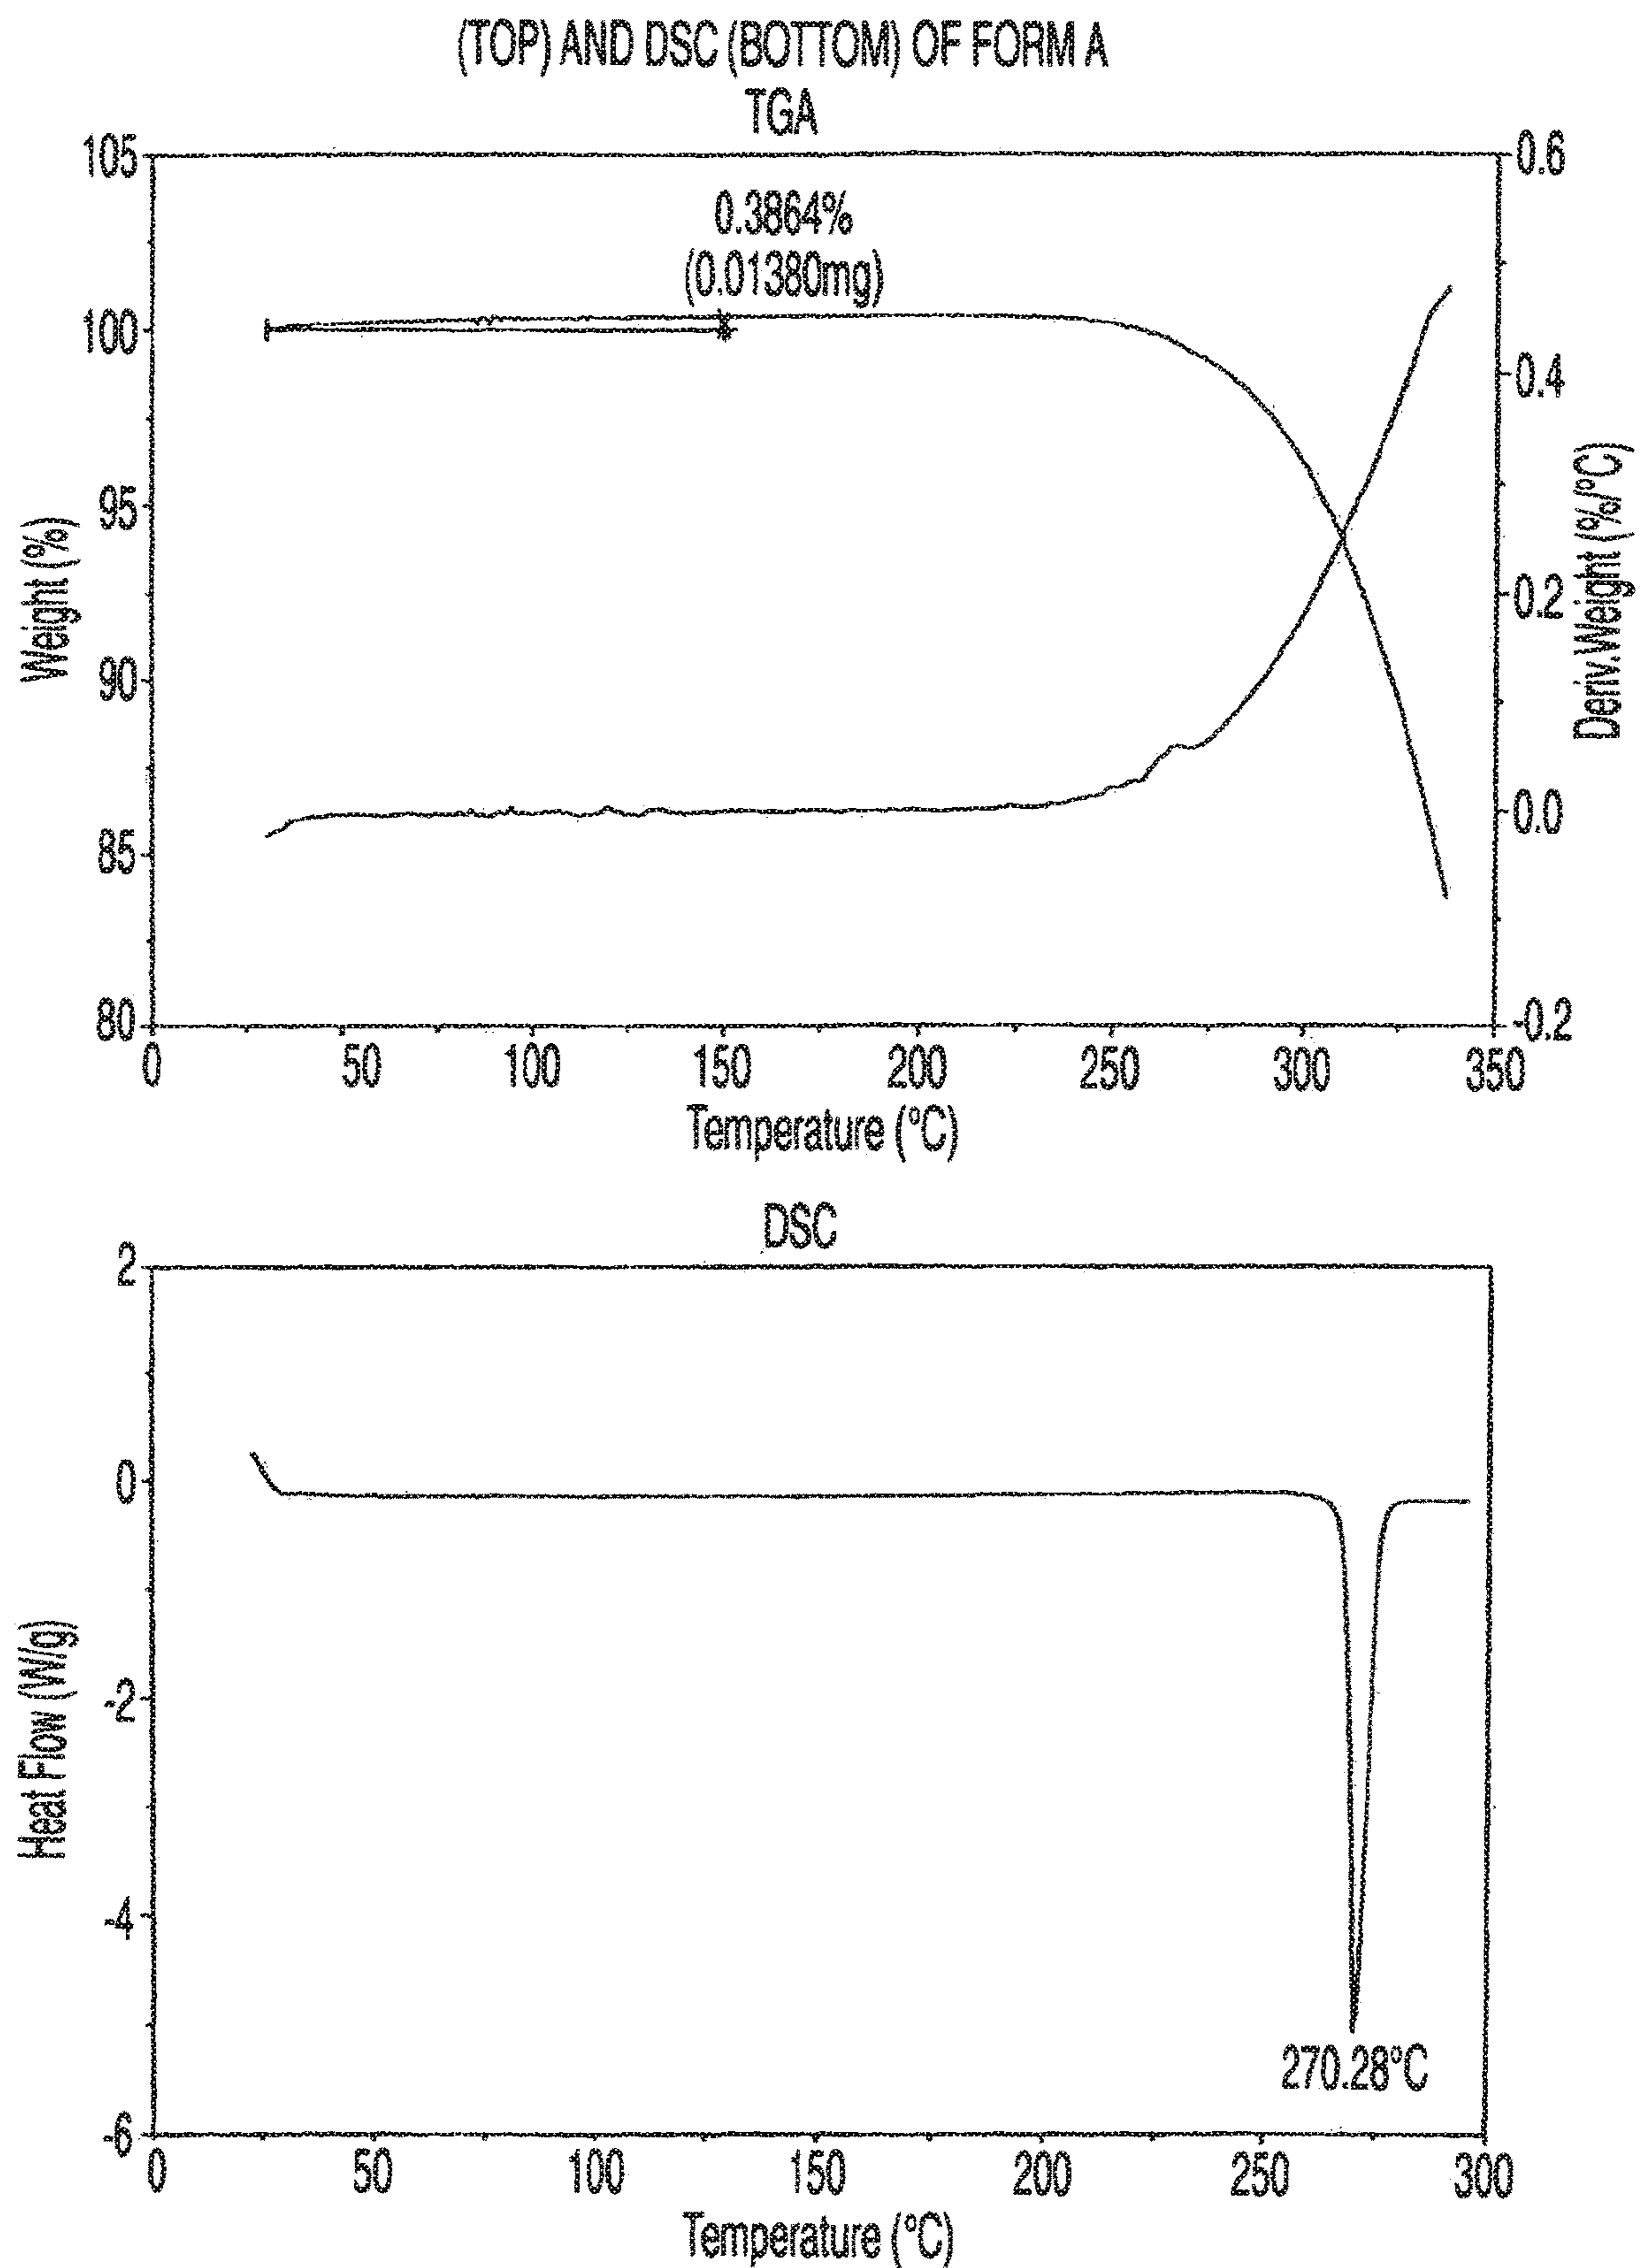 (TOP) AND DSC (BOTTOM) OF FORM A
TGA
105
100
95
90
85
80
0.6
0.4
0.2
0.0
-0.2
0.3864%
(0.01380mg)
Weight (%)
Deriv.Weight (%/°C)
0 50 100 150 200 250 300 350
Temperature (°C)
DSC
2
0
-2
-4
-6
Heat Flow (W/g)
270.28°C
0 50 100 150 200 250 300
Temperature (°C)